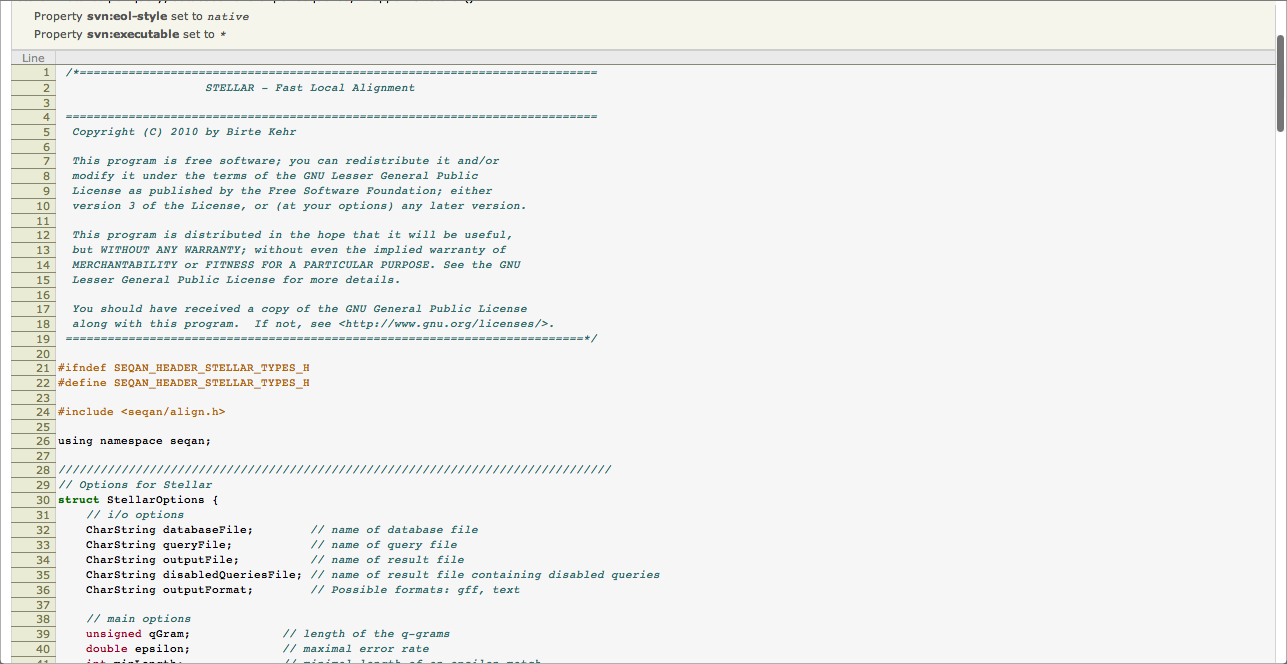 Property svn:eol-style set to native
Property svn:executable set to *
Line
1 /*==========================================================================
2 STELLAR - Fast Local Alignment
3
4 ============================================================================
5 Copyright (C) 2010 by Birte Kehr
6
7 This program is free software; you can redistribute it and/or
8 modify it under the terms of the GNU Lesser General Public
9 License as published by the Free Software Foundation; either
10 version 3 of the License, or (at your options) any later version.
11
12 This program is distributed in the hope that it will be useful,
13 but WITHOUT ANY WARRANTY; without even the implied warranty of
14 MERCHANTABILITY or FITNESS FOR A PARTICULAR PURPOSE. See the GNU
15 Lesser General Public License for more details.
16
17 You should have received a copy of the GNU General Public License
18 along with this program.  If not, see <http://www.gnu.org/licenses/>.
19 ==========================================================================*/
20
21 #ifndef SEQAN_HEADER_STELLAR_TYPES_H
22 #define SEQAN_HEADER_STELLAR_TYPES_H
23
24 #include <seqan/align.h>
25
26 using namespace seqan;
27
28 ///////////////////////////////////////////////////////////////////////////////
29 // Options for Stellar
30 struct StellarOptions {
31 // i/o options
32 CharString databaseFile; // name of database file
33 CharString queryFile; // name of query file
34 CharString outputFile; // name of result file
35 CharString disabledQueriesFile; // name of result file containing disabled queries
36 CharString outputFormat; // Possible formats: gff, text
37
38 // main options
39 unsigned qGram; // length of the q-grams
40 double epsilon; // maximal error rate
41 int minLength; // minimal length of an epsilon match